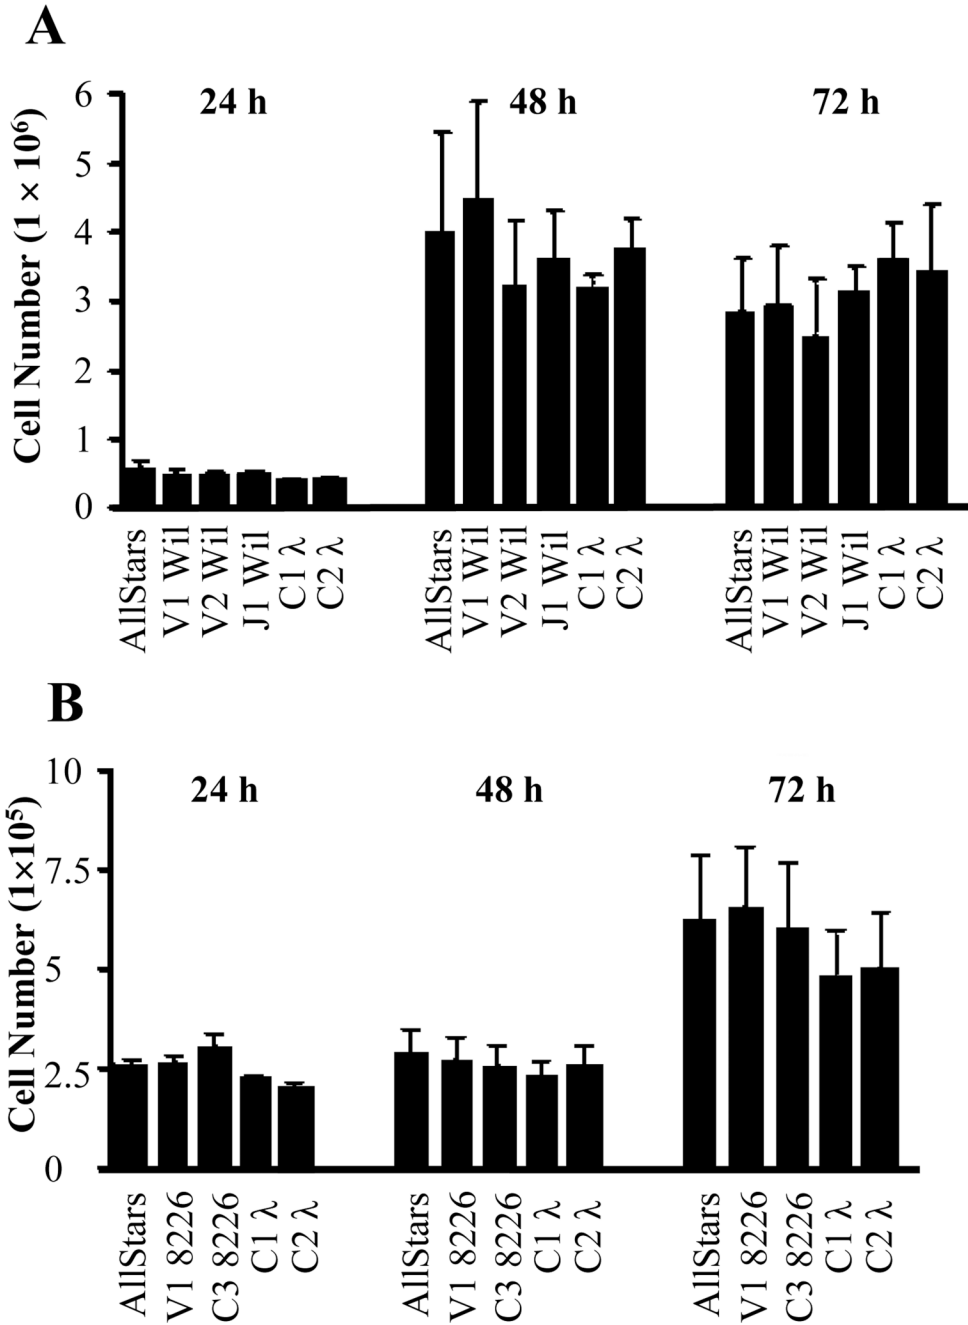 A
24 h 48 h 72 h
Cell Number (1 × 10⁶)
6
5
4
3
2
1
0
AllStars
V1 Wil
V2 Wil
J1 Wil
C1 λ
C2 λ
AllStars
V1 Wil
V2 Wil
J1 Wil
C1 λ
C2 λ
AllStars
V1 Wil
V2 Wil
J1 Wil
C1 λ
C2 λ
B
24 h 48 h 72 h
Cell Number (1×10⁵)
10
7.5
5
2.5
0
AllStars
V1 8226
C3 8226
C1 λ
C2 λ
AllStars
V1 8226
C3 8226
C1 λ
C2 λ
AllStars
V1 8226
C3 8226
C1 λ
C2 λ